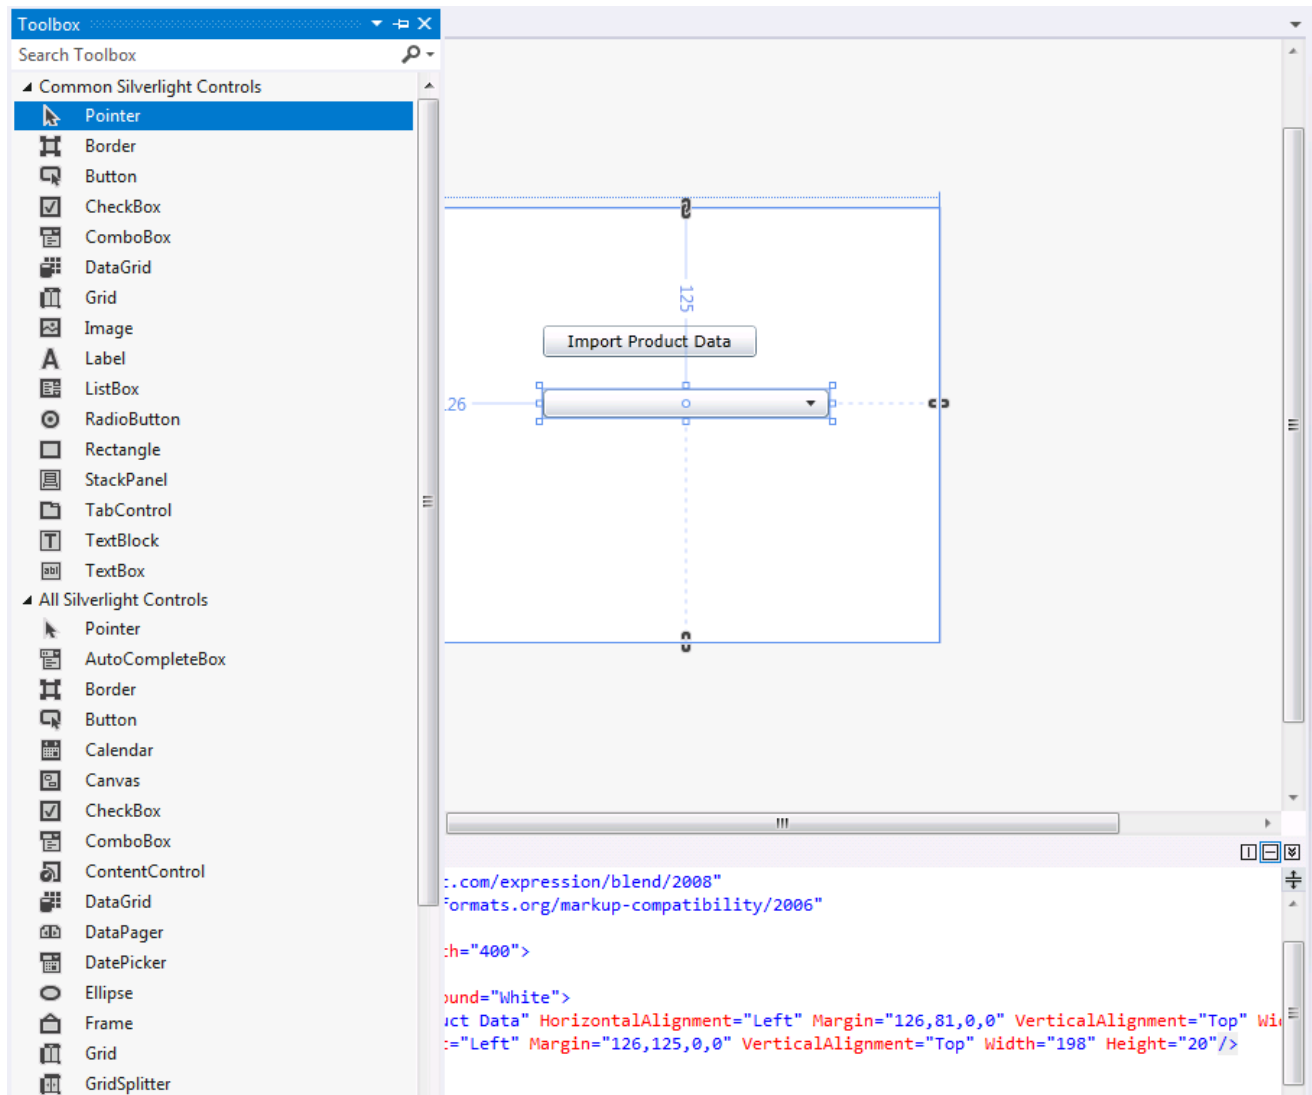 Toolbox
Search Toolbox
Common Silverlight Controls
Pointer
Border
Button
CheckBox
ComboBox
DataGrid
Grid
Image
Label
ListBox
RadioButton
Rectangle
StackPanel
TabControl
TextBlock
TextBox
All Silverlight Controls
Pointer
AutoCompleteBox
Border
Button
Calendar
Canvas
CheckBox
ComboBox
ContentControl
DataGrid
DataPager
DatePicker
Ellipse
Frame
Grid
GridSplitter
125
Import Product Data
26
t.com/expression/blend/2008"
formats.org/markup-compatibility/2006"
th="400">
ound="White">
uct Data" HorizontalAlignment="Left" Margin="126,81,0,0" VerticalAlignment="Top" Wi
t="Left" Margin="126,125,0,0" VerticalAlignment="Top" Width="198" Height="20"/>